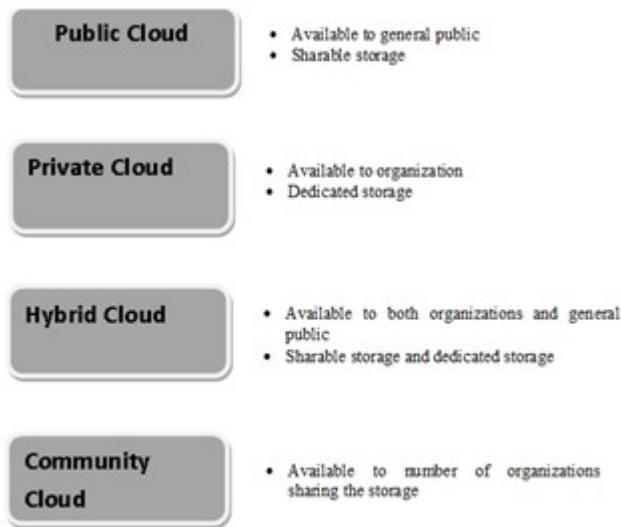 Public Cloud
• Available to general public
• Sharable storage
Private Cloud
• Available to organization
• Dedicated storage
Hybrid Cloud
• Available to both organizations and general
public
• Sharable storage and dedicated storage
Community
Cloud
• Available to number of organizations
sharing the storage